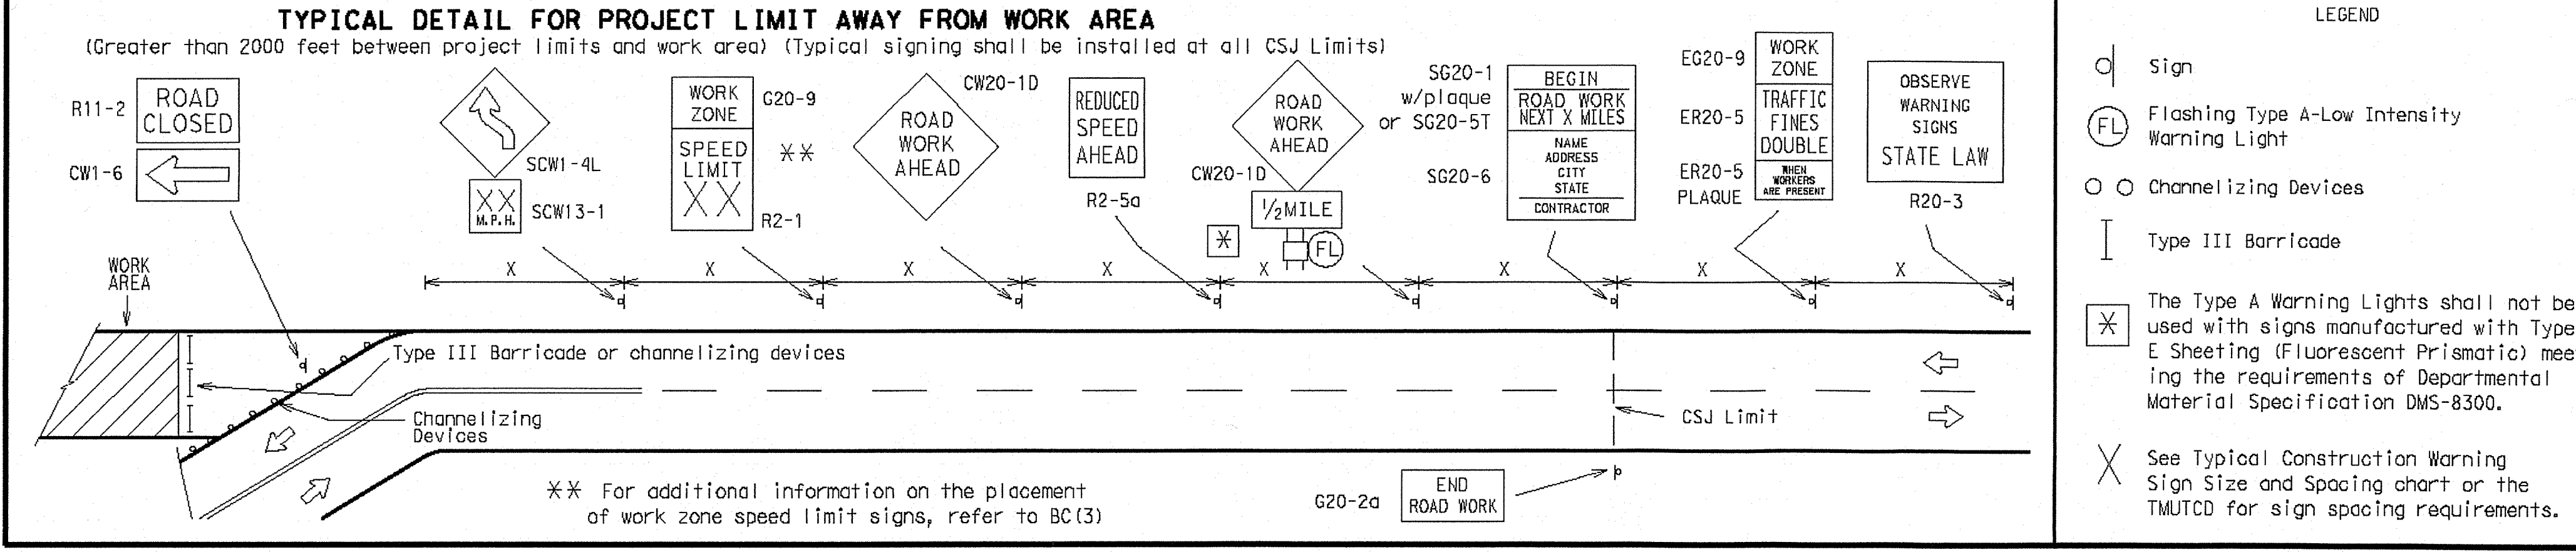 TYPICAL DETAIL FOR PROJECT LIMIT AWAY FROM WORK AREA
(Greater than 2000 feet between project limits and work area) (Typical signing shall be installed at all CSJ Limits)
R11-2
ROAD
CLOSED
CW1-6
SCW1-4L
XX
M.P.H.
SCW13-1
WORK
ZONE
G20-9
SPEED
LIMIT
XX
**
R2-1
CW20-1D
ROAD
WORK
AHEAD
REDUCED
SPEED
AHEAD
R2-5a
ROAD
WORK
AHEAD
CW20-1D
1/2 MILE
*
FL
SG20-1
w/plaque
or SG20-5T
BEGIN
ROAD WORK
NEXT X MILES
SG20-6
NAME
ADDRESS
CITY
STATE
CONTRACTOR
EG20-9
WORK
ZONE
ER20-5
TRAFFIC
FINES
DOUBLE
ER20-5
PLAQUE
WHEN
WORKERS
ARE PRESENT
OBSERVE
WARNING
SIGNS
STATE LAW
R20-3
X X X X X X X X
WORK
AREA
Type III Barricade or channelizing devices
Channelizing
Devices
CSJ Limit
** For additional information on the placement
of work zone speed limit signs, refer to BC(3)
G20-2a
END
ROAD WORK
LEGEND
Sign
FL
Flashing Type A-Low Intensity
Warning Light
Channelizing Devices
Type III Barricade
*
The Type A Warning Lights shall not be
used with signs manufactured with Type
E Sheeting (Fluorescent Prismatic) mee
ing the requirements of Departmental
Material Specification DMS-8300.
X
See Typical Construction Warning
Sign Size and Spacing chart or the
TMUTCD for sign spacing requirements.